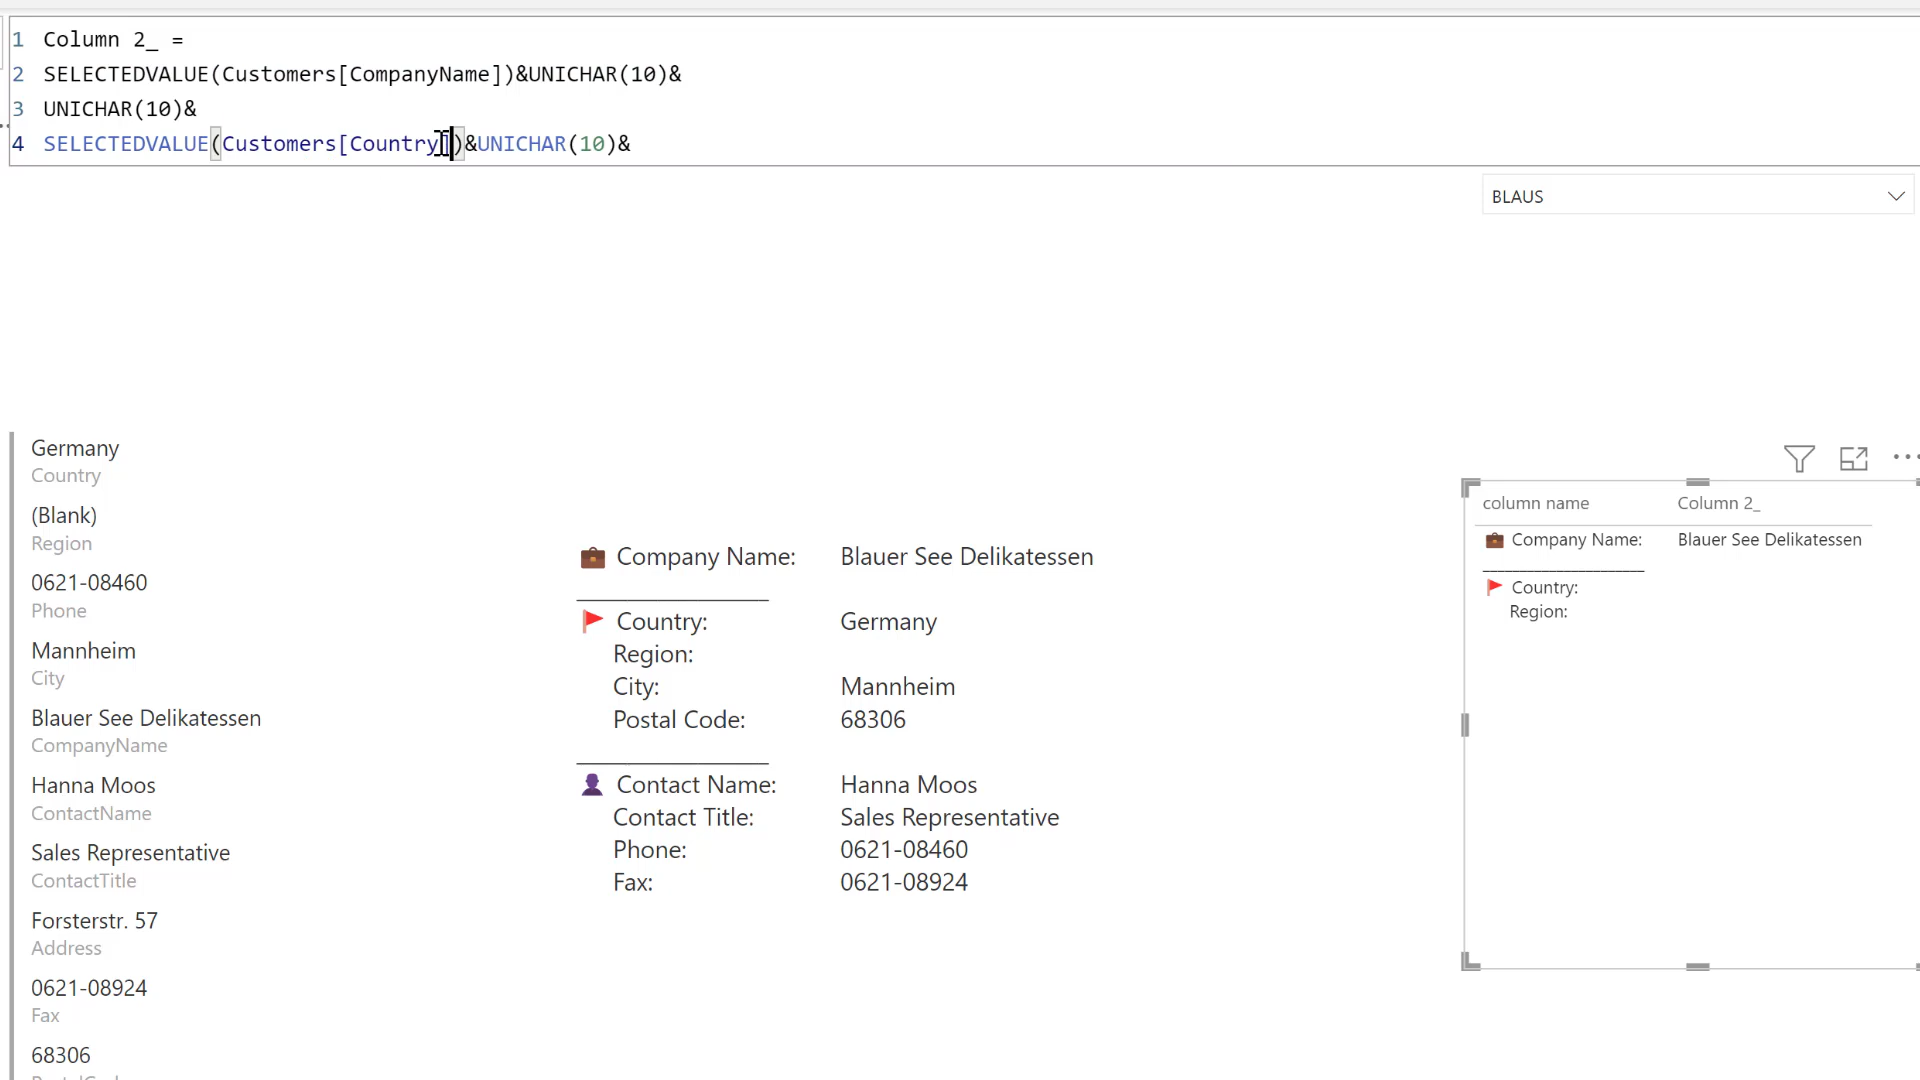 1 Column 2_ =
2 SELECTEDVALUE(Customers[CompanyName])&UNICHAR(10)&
3 UNICHAR(10)&
4 SELECTEDVALUE(Customers[Country])&UNICHAR(10)&
BLAUS
Germany
Country
(Blank)
Region
0621-08460
Phone
Mannheim
City
Blauer See Delikatessen
CompanyName
Hanna Moos
ContactName
Sales Representative
ContactTitle
Forsterstr. 57
Address
0621-08924
Fax
68306
Company Name: Blauer See Delikatessen
Country: Germany
Region:
City: Mannheim
Postal Code: 68306
Contact Name: Hanna Moos
Contact Title: Sales Representative
Phone: 0621-08460
Fax: 0621-08924
column name Column 2_
Company Name: Blauer See Delikatessen
Country:
Region: